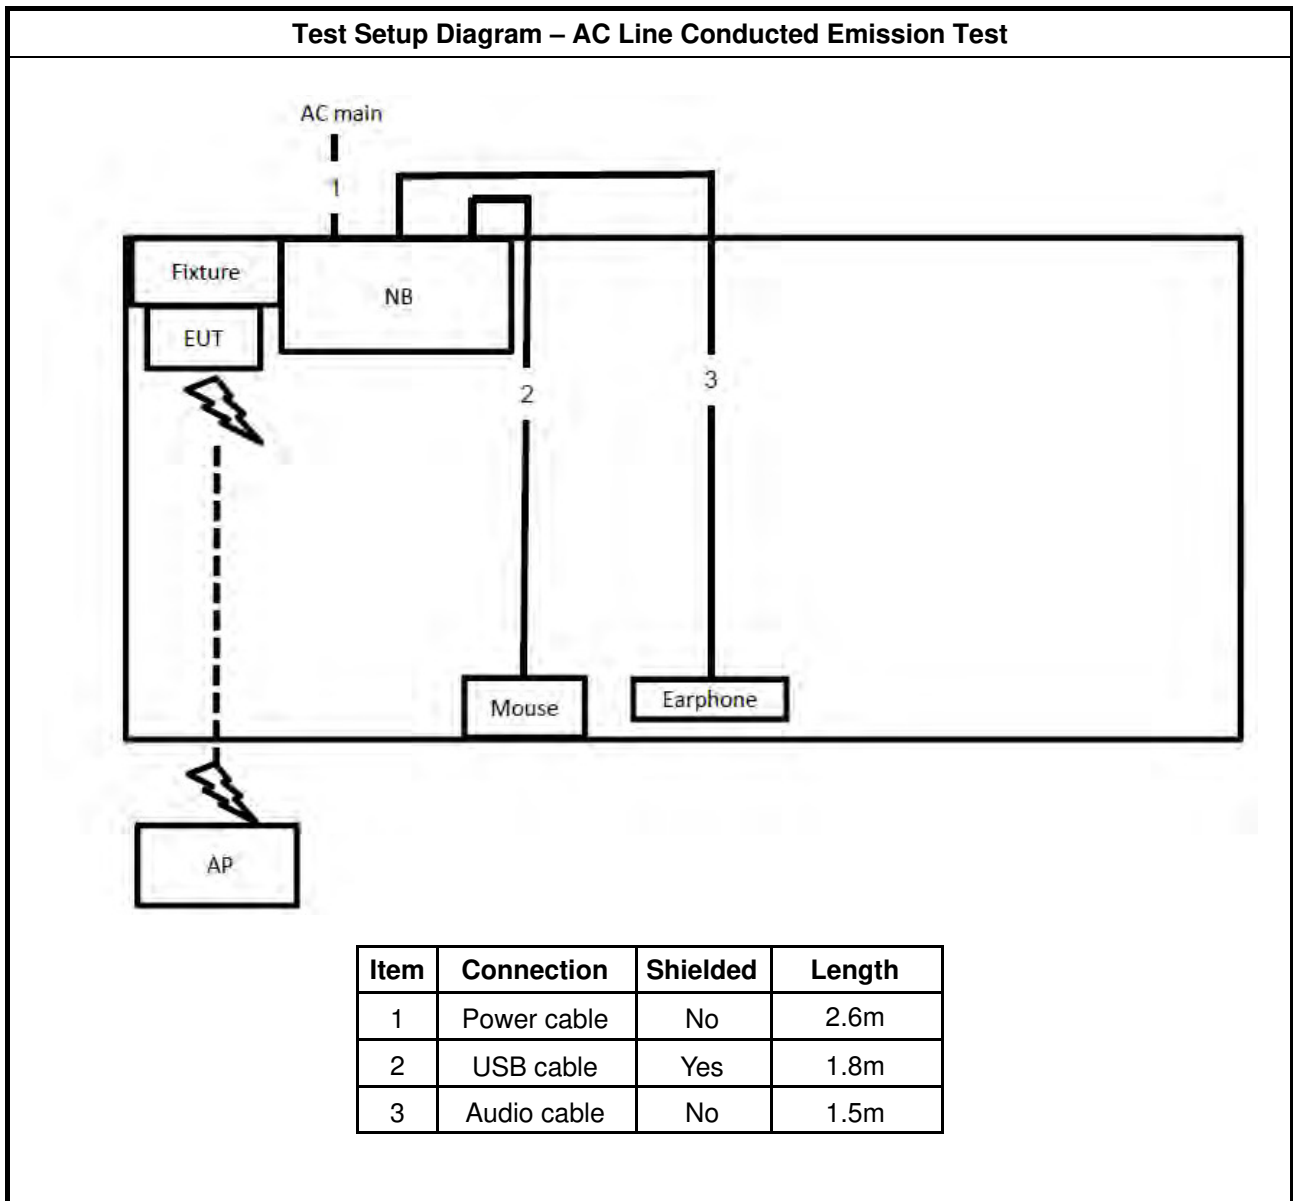 Test Setup Diagram – AC Line Conducted Emission Test
AC main
1
Fixture
NB
EUT
2
3
Mouse
Earphone
AP
Item Connection Shielded Length
1 Power cable No 2.6m
2 USB cable Yes 1.8m
3 Audio cable No 1.5m